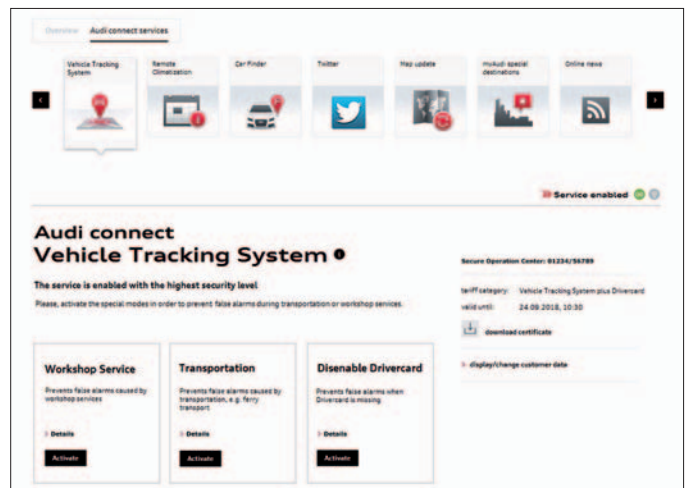 Overview Audi connect services
Vehicle Tracking
System
Remote
Climatization
Car Finder
Twitter
Map update
myAudi special
destinations
Online news
Service enabled
Audi connect
Vehicle Tracking System
The service is enabled with the highest security level
Please, activate the special modes in order to prevent false alarms during transportation or workshop services.
Secure Operation Center: 01234/56789
tariff category: Vehicle Tracking System plus Drivercard
valid until: 24.09.2018, 10:30
download certificate
display/change customer data
Workshop Service
Prevents false alarms caused by
workshop services
Details
Activate
Transportation
Prevents false alarms caused by
transportation, e.g. ferry
transport
Details
Activate
Disenable Drivercard
Prevents false alarms when
Drivercard is missing
Details
Activate